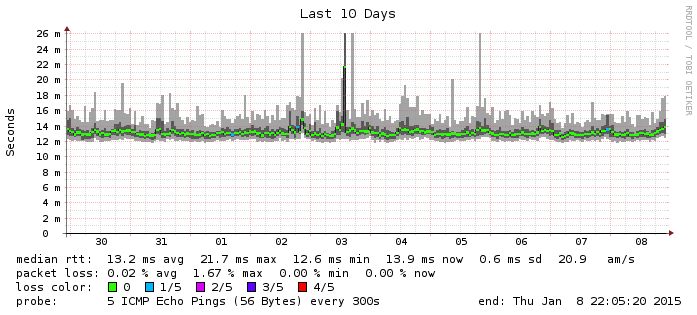 Last 10 Days
RRDTOOL / TOBI OETIKER
Seconds
26 m
24 m
22 m
20 m
18 m
16 m
14 m
12 m
10 m
8 m
6 m
4 m
2 m
0
30 31 01 02 03 04 05 06 07 08
median rtt: 13.2 ms avg 21.7 ms max 12.6 ms min 13.9 ms now 0.6 ms sd 20.9 am/s
packet loss: 0.02 % avg 1.67 % max 0.00 % min 0.00 % now
loss color: 0 1/5 2/5 3/5 4/5
probe: 5 ICMP Echo Pings (56 Bytes) every 300s end: Thu Jan 8 22:05:20 2015